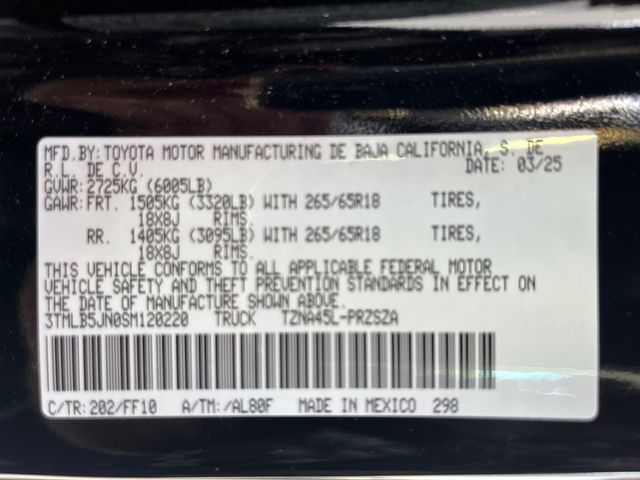 MFD.BY: TOYOTA MOTOR MANUFACTURING DE BAJA CALIFORNIA, S. DE
R.L. DE C.V. DATE: 03/25
GVWR: 2725KG (6005LB)
GAWR: FRT. 1505KG (3320LB) WITH 265/65R18 TIRES,
18X8J RIMS.
RR. 1405KG (3095LB) WITH 265/65R18 TIRES,
18X8J RIMS.
THIS VEHICLE CONFORMS TO ALL APPLICABLE FEDERAL MOTOR
VEHICLE SAFETY AND THEFT PREVENTION STANDARDS IN EFFECT ON
THE DATE OF MANUFACTURE SHOWN ABOVE.
3TMLB5JN0SM120220 TRUCK TZNA45L-PRZSZA
C/TR: 202/FF10 A/TM: /AL80F MADE IN MEXICO 298